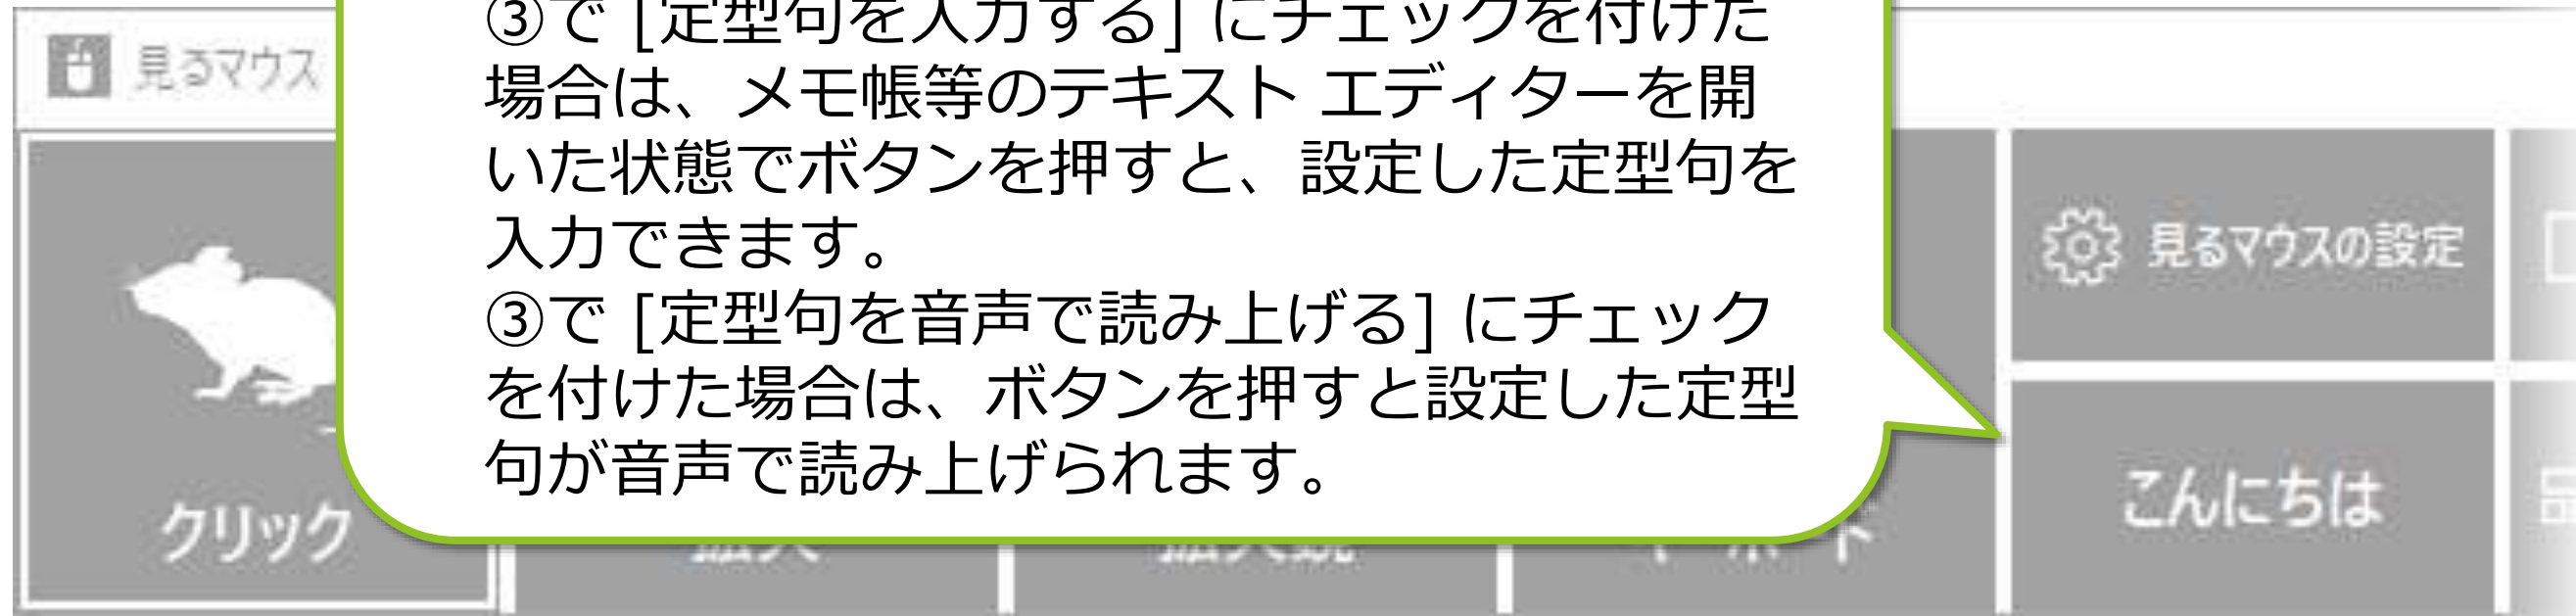 ③で [定型句を入力する] にチェックを付けた
場合は、メモ帳等のテキスト エディターを開
いた状態でボタンを押すと、設定した定型句を
入力できます。
③で [定型句を音声で読み上げる] にチェック
を付けた場合は、ボタンを押すと設定した定型
句が音声で読み上げられます。
見るマウス
見るマウスの設定
クリック
拡大
拡大鏡
こんにちは